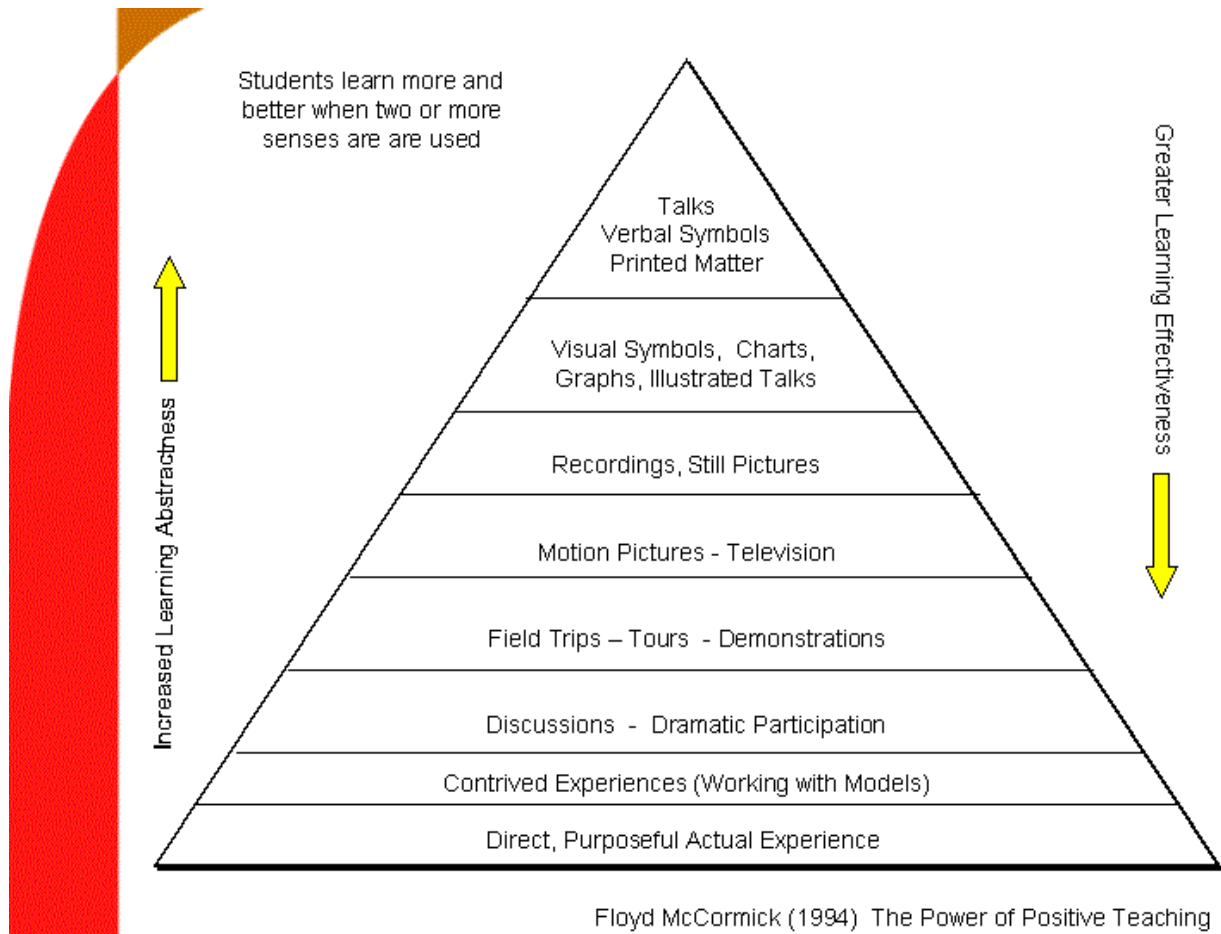 Students learn more and
better when two or more
senses are are used
Greater Learning Effectiveness
Increased Learning Abstractness
Talks
Verbal Symbols
Printed Matter
Visual Symbols, Charts,
Graphs, Illustrated Talks
Recordings, Still Pictures
Motion Pictures - Television
Field Trips – Tours - Demonstrations
Discussions - Dramatic Participation
Contrived Experiences (Working with Models)
Direct, Purposeful Actual Experience
Floyd McCormick (1994) The Power of Positive Teaching